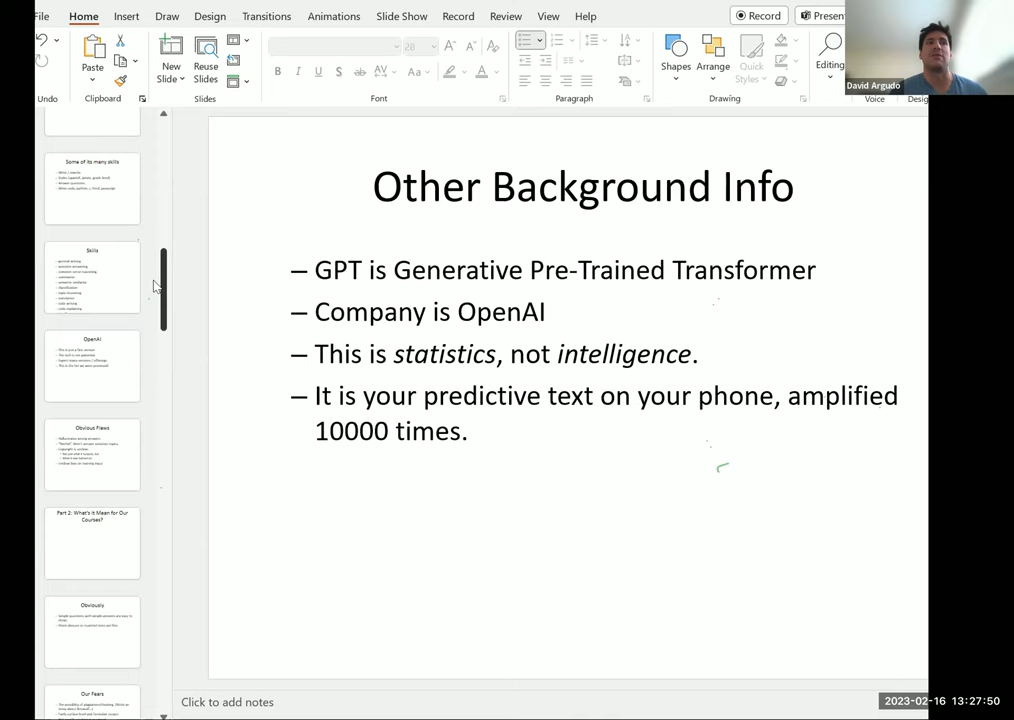 File Home Insert Draw Design Transitions Animations Slide Show Record Review View Help
Record Present
Paste
New Slide
Reuse Slides
28
Aa
Shapes Arrange Quick Styles
Editing
Undo Clipboard Slides Font Paragraph Drawing Voice Desig
David Argudo
Some of its many skills
Skills
OpenAI
Obvious Flaws
Part 2: What's it Mean for Our
Courses?
Obviously
Our Fears
Other Background Info
– GPT is Generative Pre-Trained Transformer
– Company is OpenAI
– This is statistics, not intelligence.
– It is your predictive text on your phone, amplified
10000 times.
Click to add notes
2023-02-16 13:27:50